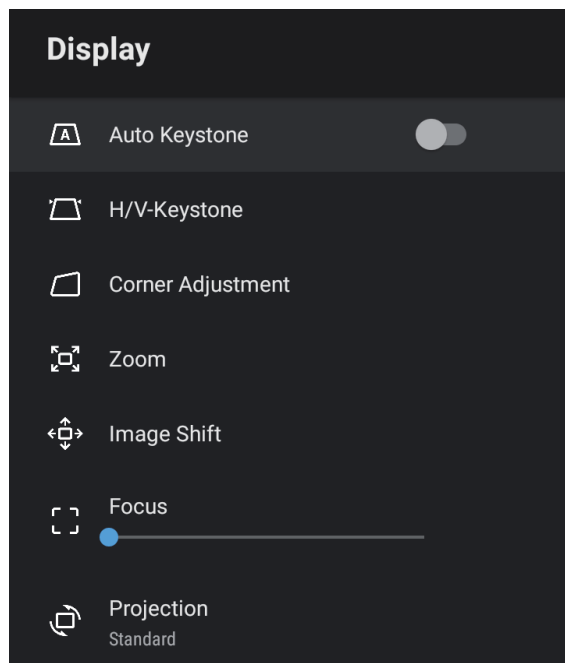 Display
A
Auto Keystone
H/V-Keystone
Corner Adjustment
Zoom
Image Shift
Focus
Projection
Standard